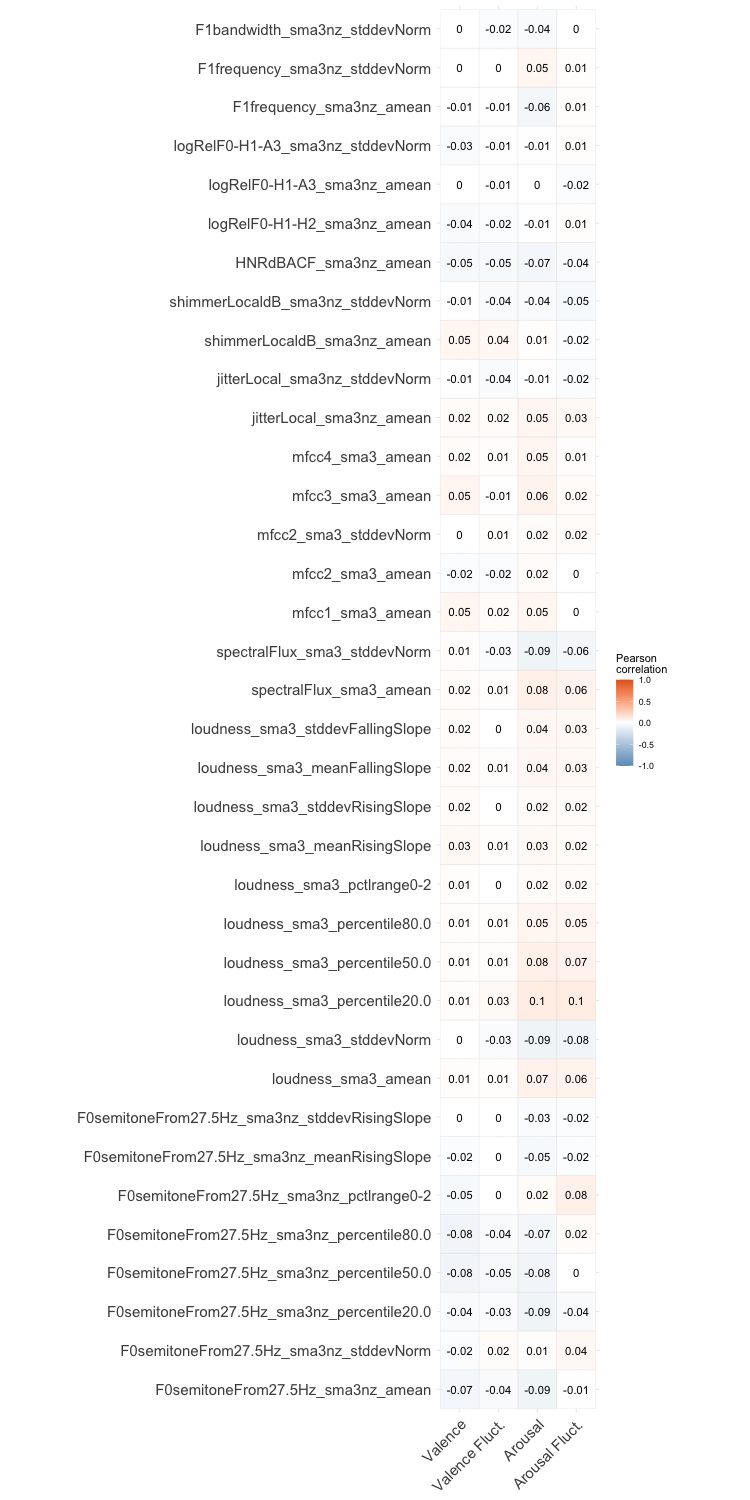 F1bandwidth_sma3nz_stddevNorm 0 -0.02 -0.04 0
F1frequency_sma3nz_stddevNorm 0 0 0.05 0.01
F1frequency_sma3nz_amean -0.01 -0.01 -0.06 0.01
logRelF0-H1-A3_sma3nz_stddevNorm -0.03 -0.01 -0.01 0.01
logRelF0-H1-A3_sma3nz_amean 0 -0.01 0 -0.02
logRelF0-H1-H2_sma3nz_amean -0.04 -0.02 -0.01 0.01
HNRdBACF_sma3nz_amean -0.05 -0.05 -0.07 -0.04
shimmerLocaldB_sma3nz_stddevNorm -0.01 -0.04 -0.04 -0.05
shimmerLocaldB_sma3nz_amean 0.05 0.04 0.01 -0.02
jitterLocal_sma3nz_stddevNorm -0.01 -0.04 -0.01 -0.02
jitterLocal_sma3nz_amean 0.02 0.02 0.05 0.03
mfcc4_sma3_amean 0.02 0.01 0.05 0.01
mfcc3_sma3_amean 0.05 -0.01 0.06 0.02
mfcc2_sma3_stddevNorm 0 0.01 0.02 0.02
mfcc2_sma3_amean -0.02 -0.02 0.02 0
mfcc1_sma3_amean 0.05 0.02 0.05 0
spectralFlux_sma3_stddevNorm 0.01 -0.03 -0.09 -0.06
spectralFlux_sma3_amean 0.02 0.01 0.08 0.06
loudness_sma3_stddevFallingSlope 0.02 0 0.04 0.03
loudness_sma3_meanFallingSlope 0.02 0.01 0.04 0.03
loudness_sma3_stddevRisingSlope 0.02 0 0.02 0.02
loudness_sma3_meanRisingSlope 0.03 0.01 0.03 0.02
loudness_sma3_pctlrange0-2 0.01 0 0.02 0.02
loudness_sma3_percentile80.0 0.01 0.01 0.05 0.05
loudness_sma3_percentile50.0 0.01 0.01 0.08 0.07
loudness_sma3_percentile20.0 0.01 0.03 0.1 0.1
loudness_sma3_stddevNorm 0 -0.03 -0.09 -0.08
loudness_sma3_amean 0.01 0.01 0.07 0.06
F0semitoneFrom27.5Hz_sma3nz_stddevRisingSlope 0 0 -0.03 -0.02
F0semitoneFrom27.5Hz_sma3nz_meanRisingSlope -0.02 0 -0.05 -0.02
F0semitoneFrom27.5Hz_sma3nz_pctlrange0-2 -0.05 0 0.02 0.08
F0semitoneFrom27.5Hz_sma3nz_percentile80.0 -0.08 -0.04 -0.07 0.02
F0semitoneFrom27.5Hz_sma3nz_percentile50.0 -0.08 -0.05 -0.08 0
F0semitoneFrom27.5Hz_sma3nz_percentile20.0 -0.04 -0.03 -0.09 -0.04
F0semitoneFrom27.5Hz_sma3nz_stddevNorm -0.02 0.02 0.01 0.04
F0semitoneFrom27.5Hz_sma3nz_amean -0.07 -0.04 -0.09 -0.01
Valence
Valence Fluct.
Arousal
Arousal Fluct.
Pearson
correlation
1.0
0.5
0.0
-0.5
-1.0